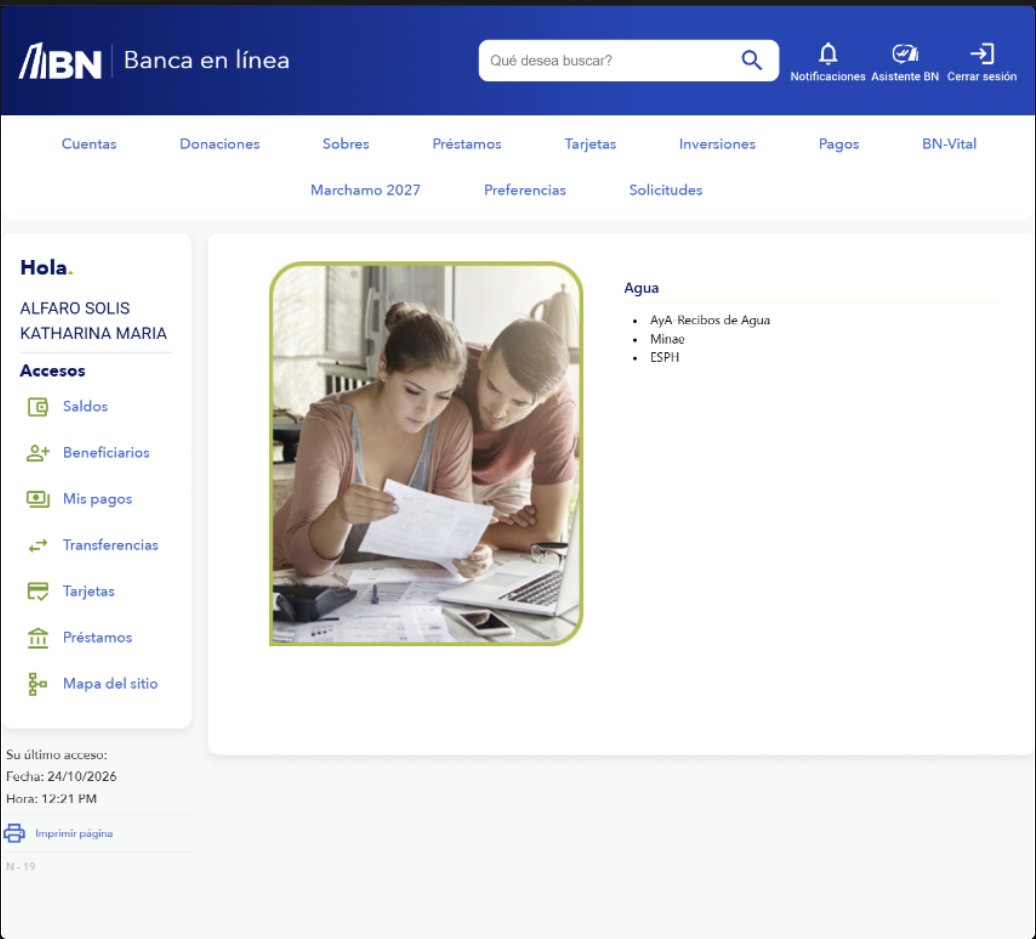 BN
Banca en línea
Qué desea buscar?
Notificaciones Asistente BN Cerrar sesión
Cuentas Donaciones Sobres Préstamos Tarjetas Inversiones Pagos BN-Vital
Marchamo 2027 Preferencias Solicitudes
Hola.
ALFARO SOLIS
KATHARINA MARIA
Accesos
Saldos
Beneficiarios
Mis pagos
Transferencias
Tarjetas
Préstamos
Mapa del sitio
Agua
AyA-Recibos de Agua
Minae
ESPH
Su último acceso:
Fecha: 24/10/2026
Hora: 12:21 PM
Imprimir página
N - 19